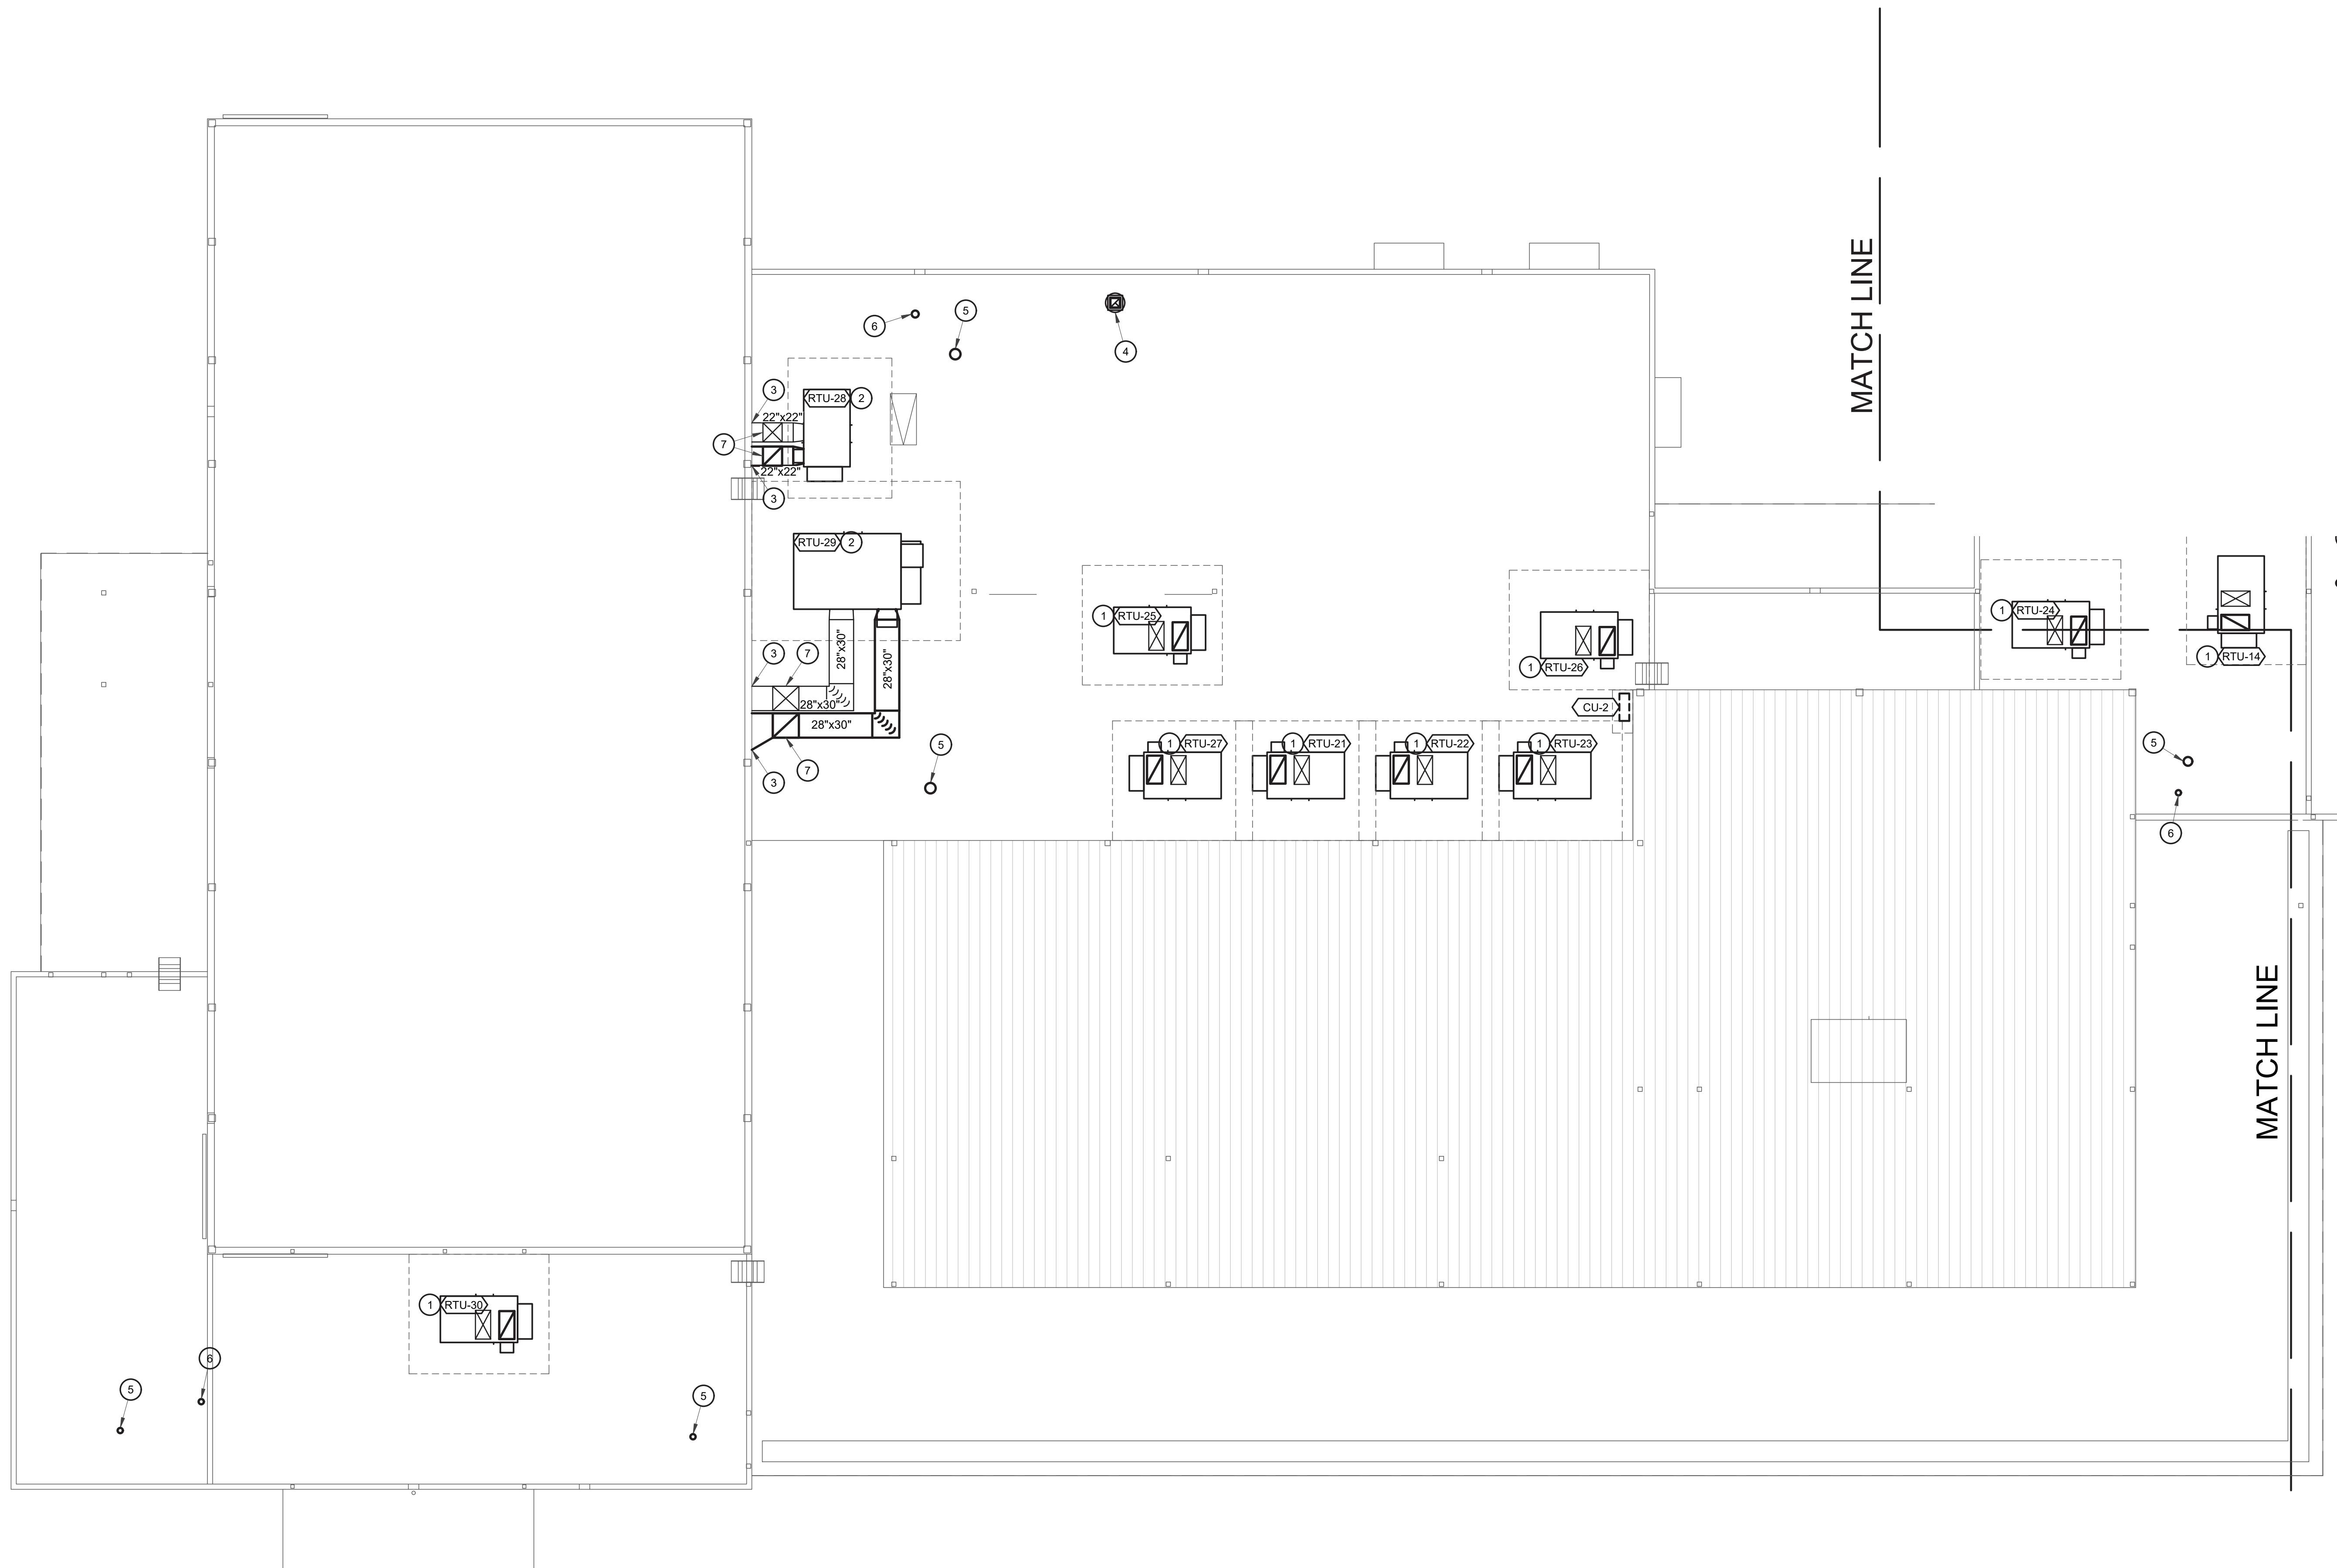 MATCH LINE
5
6
4
3
RTU-28 2
22"x22"
7
22"x22"
3
RTU-29 2
1 RTU-25
1 RTU-24
1 RTU-14
1 RTU-26
28"x30"
28"x30"
3
7
28"x30"
CU-2
28"x30"
5
1 RTU-27
1 RTU-21
1 RTU-22
1 RTU-23
5
3
7
6
MATCH LINE
1 RTU-30
6
5
5